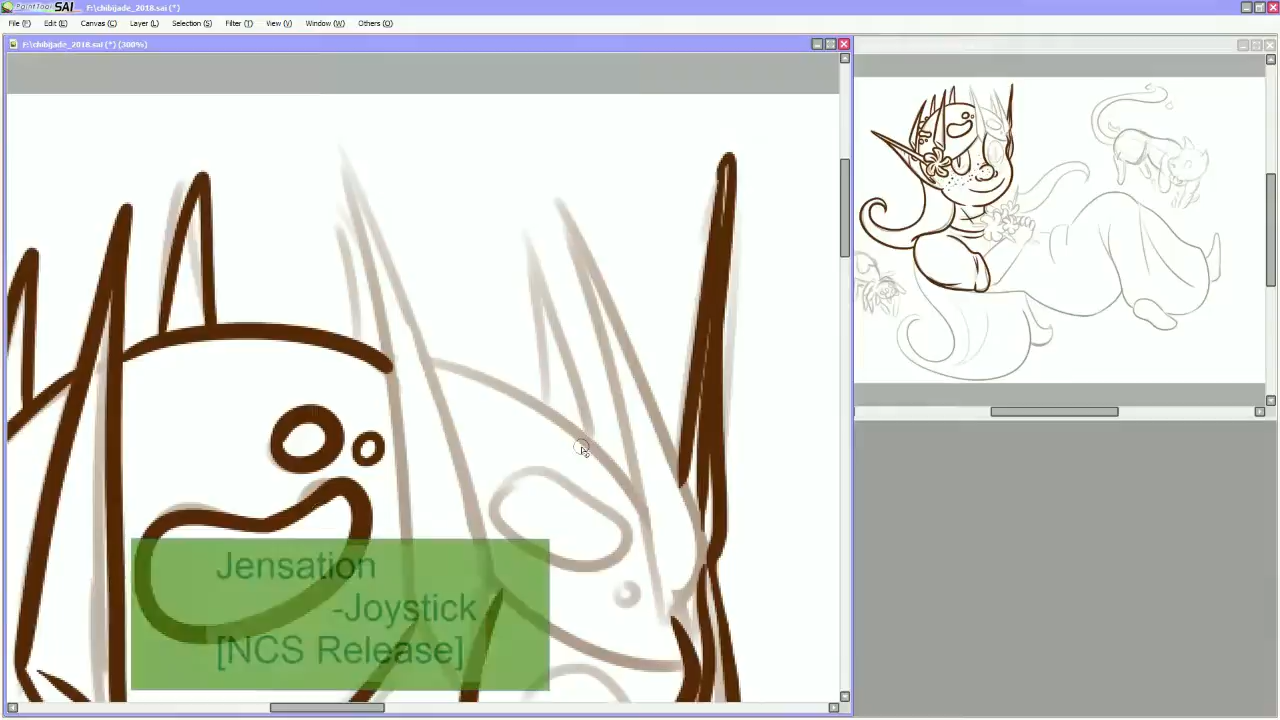 PaintTool SAI F:\chibijade_2018.sai (*)
File (F) Edit (E) Canvas (C) Layer (L) Selection (S) Filter (T) View (V) Window (W) Others (O)
F:\chibijade_2018.sai (*) (300%)
Jensation
-Joystick
[NCS Release]